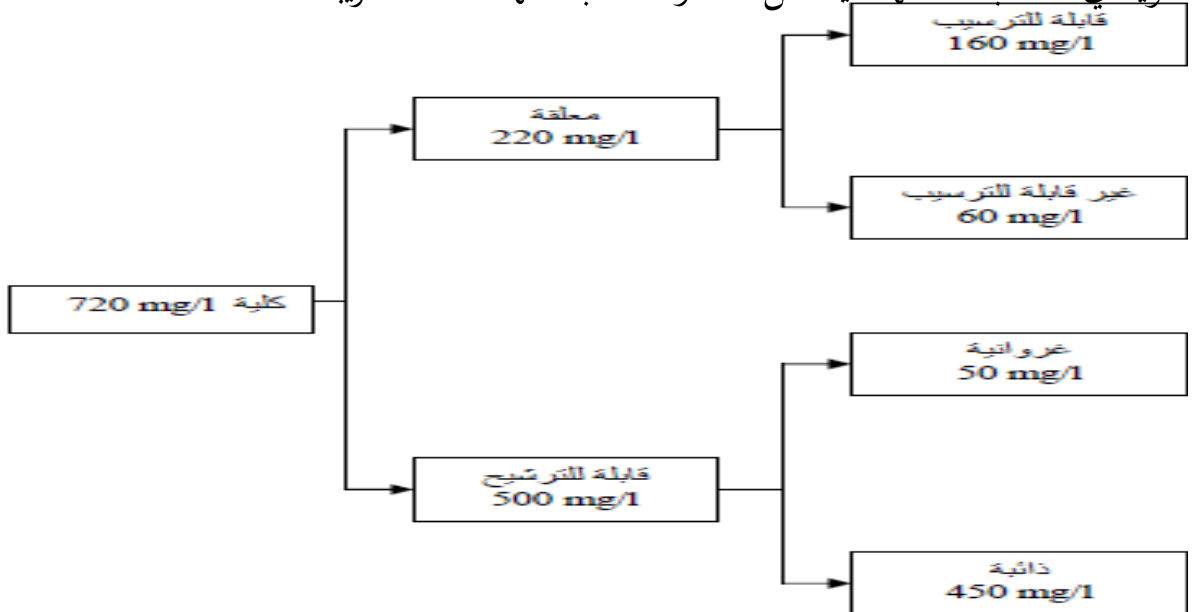 قابلة للترسيب
160 mg/l
معلقة
220 mg/l
غير قابلة للترسيب
60 mg/l
كلية 720 mg/l
غروانية
50 mg/l
قابلة للترشيح
500 mg/l
ذائبة
450 mg/l